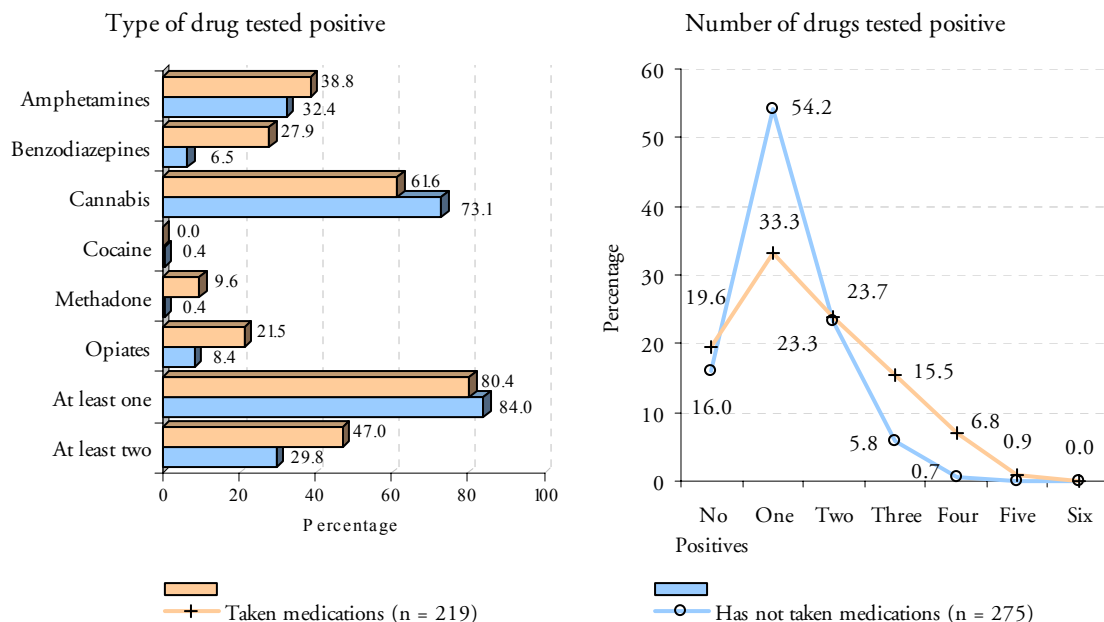 Type of drug tested positive
Amphetamines
38.8
32.4
Benzodiazepines
27.9
6.5
Cannabis
61.6
73.1
Cocaine
0.0
0.4
Methadone
9.6
0.4
Opiates
21.5
8.4
At least one
80.4
84.0
At least two
47.0
29.8
0 20 40 60 80 100
Percentage
Number of drugs tested positive
60
50
40
30
20
10
0
Percentage
54.2
33.3
19.6
23.7
23.3
15.5
16.0
6.8
5.8
0.9
0.0
0.7
No One Two Three Four Five Six
Positives
Taken medications (n = 219)
Has not taken medications (n = 275)